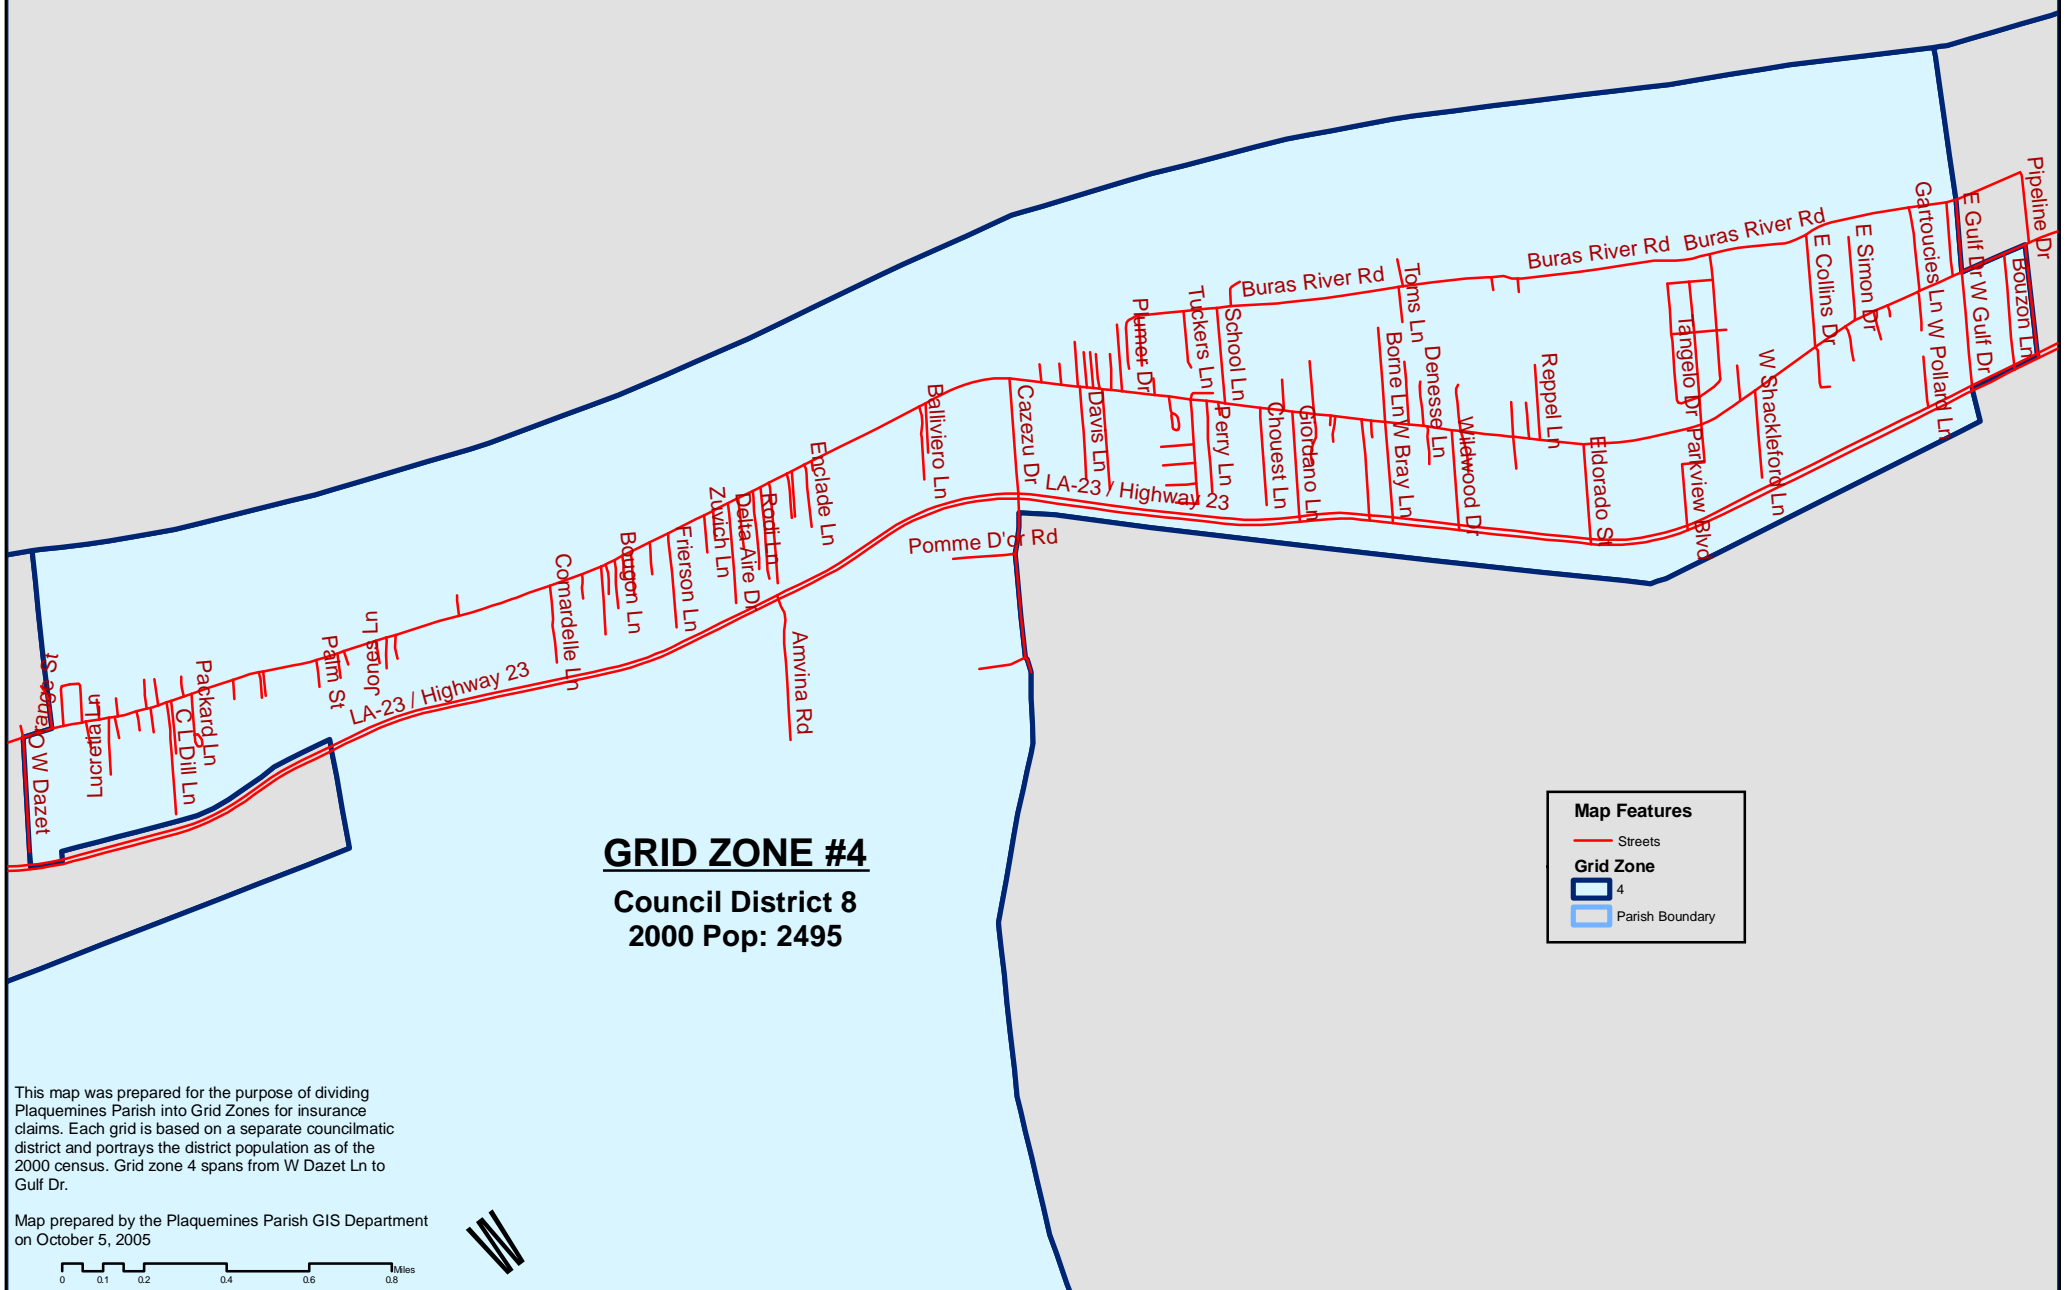 Pipeline Dr
Gartoucies Ln
E Gulf Dr
Buras River Rd
Buras River Rd
Buras River Rd
E Collins Dr
E Simon Dr
W Gulf Dr
Bouzon Ln
Toms Ln
Tuckers Ln
School Ln
Plumer Dr
Tangelo Dr
W Pollard Ln
Borne Ln
Denesse Ln
Reppel Ln
W Shackleford Ln
Balliviero Ln
Cazezu Dr
Davis Ln
Perry Ln
Chouest Ln
Giordano Ln
W Bray Ln
Wildwood Dr
Eldorado St
Parkview Blvd
Enclade Ln
LA-23 / Highway 23
Zuvich Ln
Delta Aire Dr
Rodi Ln
Pomme D'or Rd
Comardelle Ln
Bougon Ln
Frierson Ln
Amvina Rd
Palm St
Jones Ln
LA-23 / Highway 23
Orange St
Packard Ln
Lucrelia Ln
C L Dill Ln
W Dazet
GRID ZONE #4
Council District 8
2000 Pop: 2495
Map Features
Streets
Grid Zone
4
Parish Boundary
This map was prepared for the purpose of dividing
Plaquemines Parish into Grid Zones for insurance
claims. Each grid is based on a separate councilmatic
district and portrays the district population as of the
2000 census. Grid zone 4 spans from W Dazet Ln to
Gulf Dr.
Map prepared by the Plaquemines Parish GIS Department
on October 5, 2005
0 0.1 0.2 0.4 0.6 0.8 Miles
N